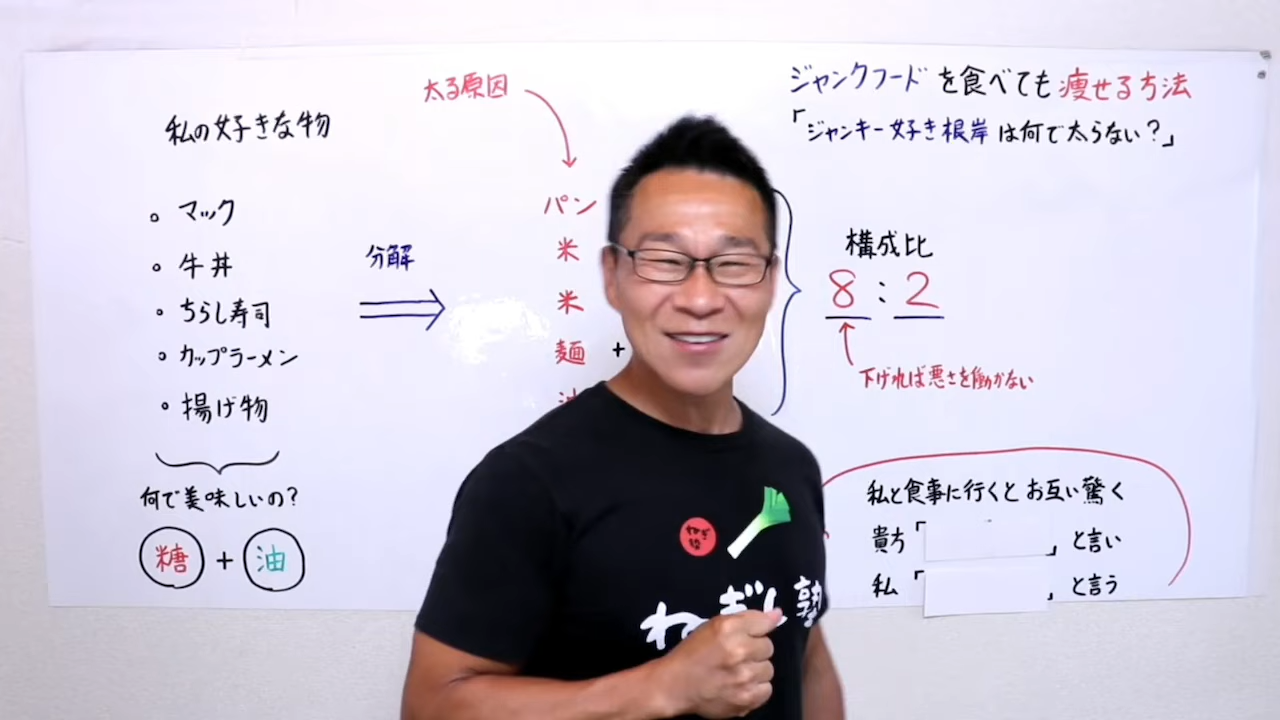 私の好きな物
。マック
。牛丼
。ちらし寿司
。カップラーメン
。揚げ物
何で美味しいの?
糖 + 油
分解
太る原因
パン
米
米
麺 +
油
ジャンクフードを食べても痩せる方法
「ジャンキー好き根岸は何で太らない?」
構成比
8:2
下げれば悪さを働かない
私と食事に行くとお互い驚く
貴方「 」と言い
私「 」と言う
ねぎ
ねぎし塾